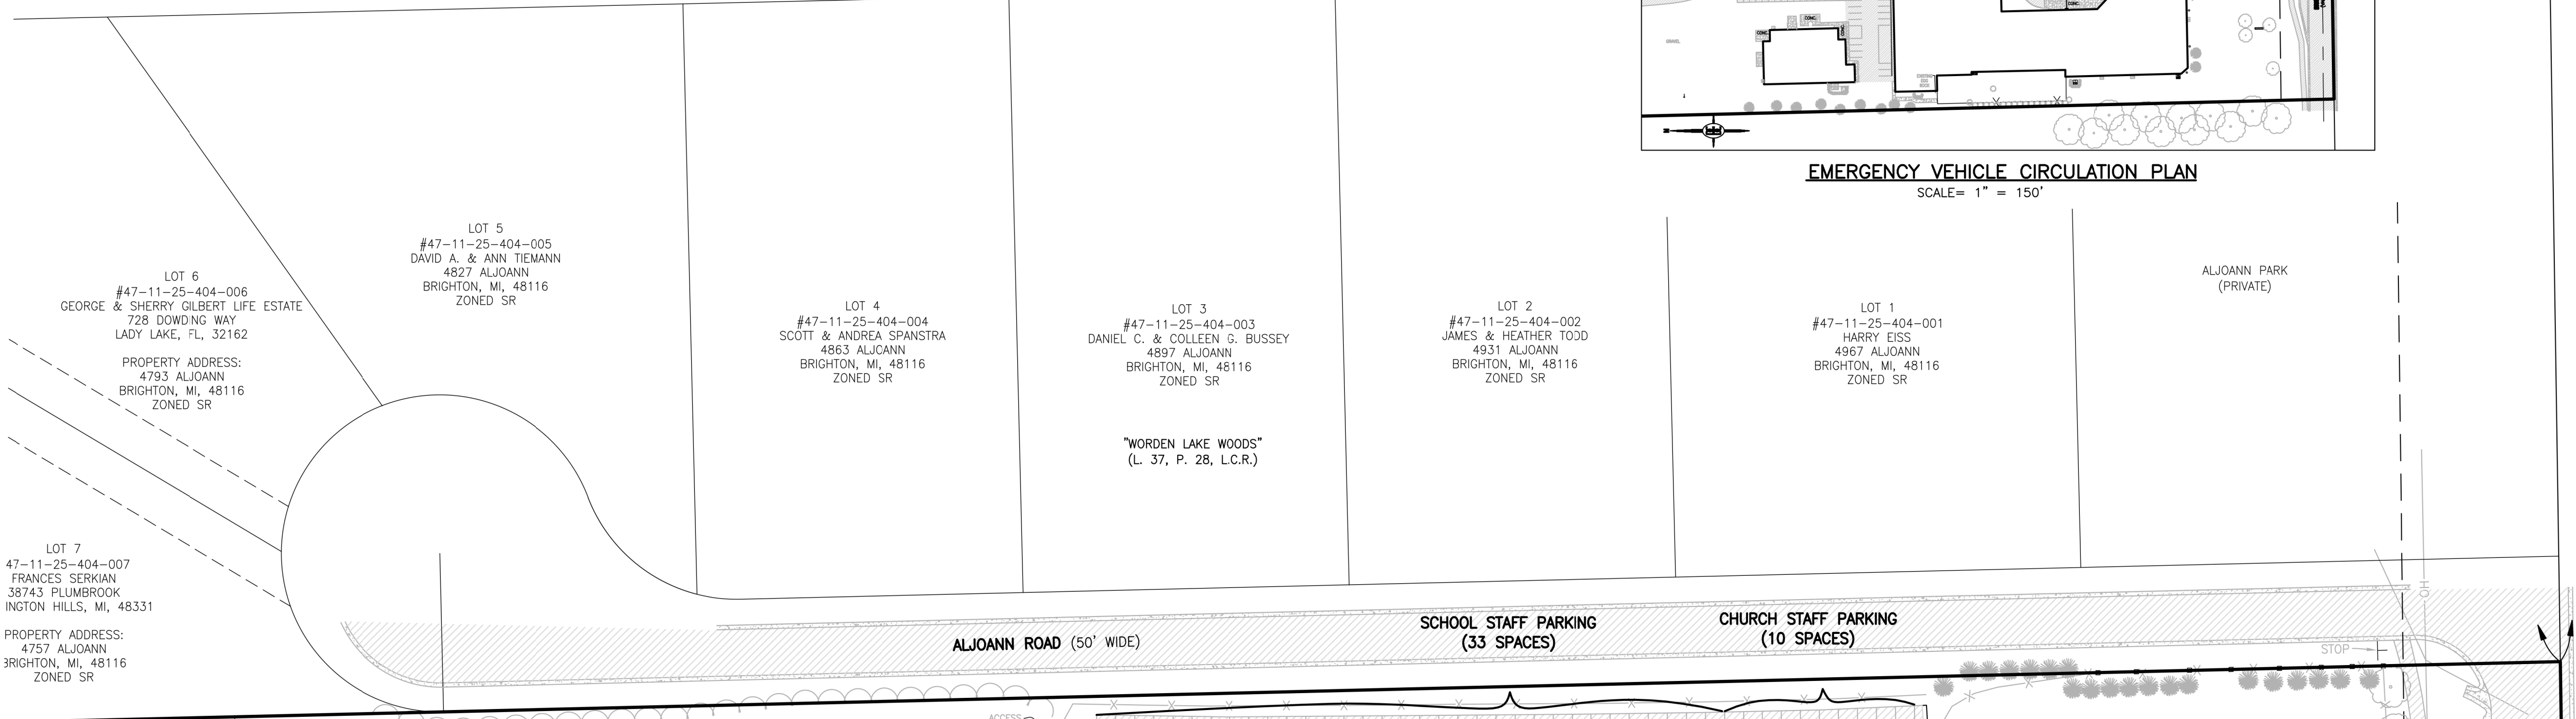 CONC.
CONC.
CONC.
CONC.
GRAVEL
EXISTING
EMERGENCY VEHICLE CIRCULATION PLAN
SCALE= 1" = 150'
LOT 5
#47-11-25-404-005
DAVID A. & ANN TIEMANN
4827 ALJOANN
BRIGHTON, MI, 48116
ZONED SR
LOT 6
#47-11-25-404-006
GEORGE & SHERRY GILBERT LIFE ESTATE
728 DOWDING WAY
LADY LAKE, FL, 32162
PROPERTY ADDRESS:
4793 ALJOANN
BRIGHTON, MI, 48116
ZONED SR
LOT 4
#47-11-25-404-004
SCOTT & ANDREA SPANSTRA
4863 ALJOANN
BRIGHTON, MI, 48116
ZONED SR
LOT 3
#47-11-25-404-003
DANIEL C. & COLLEEN G. BUSSEY
4897 ALJOANN
BRIGHTON, MI, 48116
ZONED SR
"WORDEN LAKE WOODS"
(L. 37, P. 28, L.C.R.)
LOT 2
#47-11-25-404-002
JAMES & HEATHER TODD
4931 ALJOANN
BRIGHTON, MI, 48116
ZONED SR
LOT 1
#47-11-25-404-001
HARRY EISS
4967 ALJOANN
BRIGHTON, MI, 48116
ZONED SR
ALJOANN PARK
(PRIVATE)
LOT 7
47-11-25-404-007
FRANCES SERKIAN
38743 PLUMBROOK
INGTON HILLS, MI, 48331
PROPERTY ADDRESS:
4757 ALJOANN
BRIGHTON, MI, 48116
ZONED SR
ALJOANN ROAD (50' WIDE)
SCHOOL STAFF PARKING
(33 SPACES)
CHURCH STAFF PARKING
(10 SPACES)
OH
STOP
ACCESS